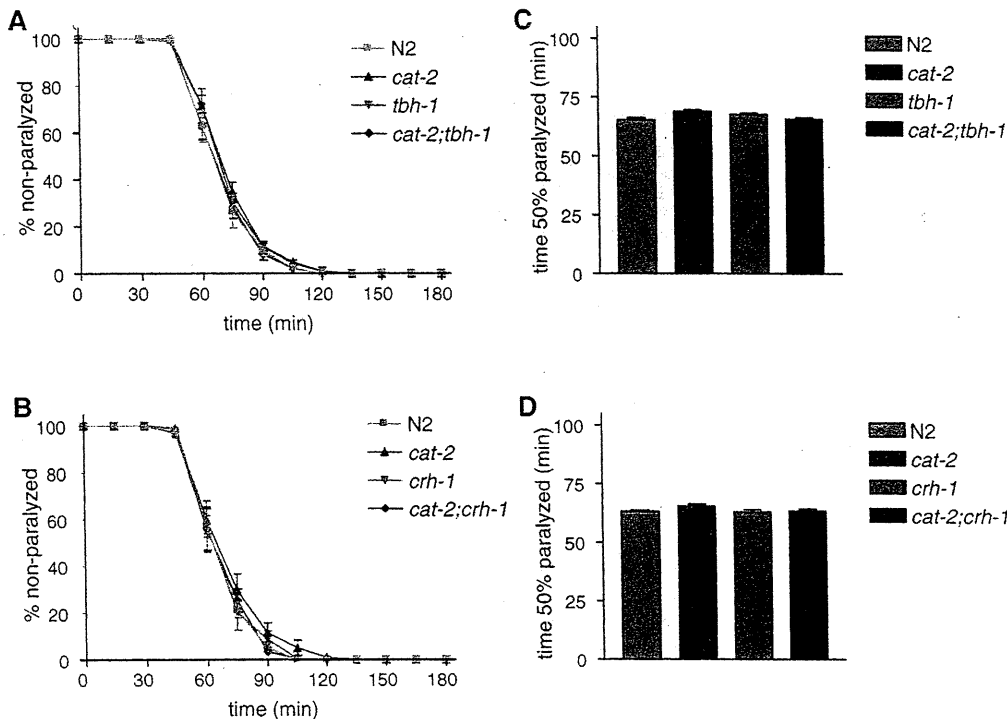 A
100
80
60
40
20
0
% non-paralyzed
0 30 60 90 120 150 180
time (min)
N2
cat-2
tbh-1
cat-2;tbh-1
C
100
75
50
25
0
time 50% paralyzed (min)
N2
cat-2
tbh-1
cat-2;tbh-1
B
100
80
60
40
20
0
% non-paralyzed
0 30 60 90 120 150 180
time (min)
N2
cat-2
crh-1
cat-2;crh-1
D
100
75
50
25
0
time 50% paralyzed (min)
N2
cat-2
crh-1
cat-2;crh-1